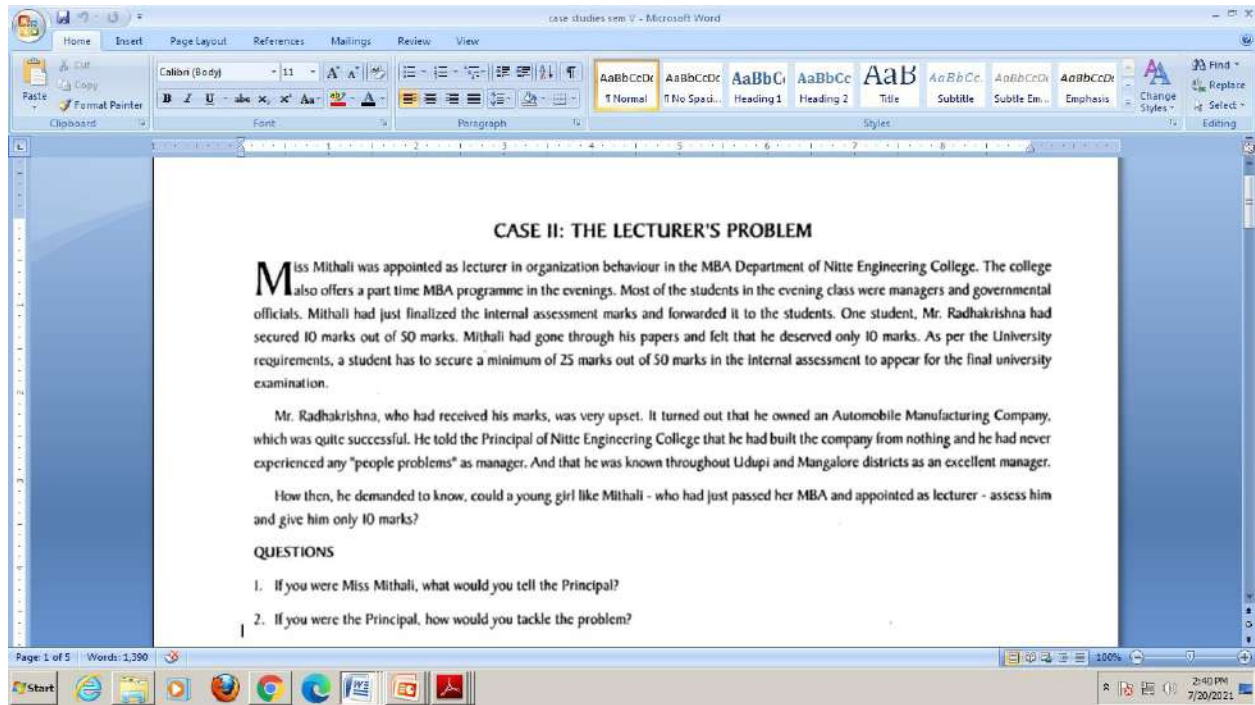 case studies sem V - Microsoft Word
Home Insert Page Layout References Mailings Review View
Paste
Cut
Copy
Format Painter
Clipboard
Calibri (Body) 11
Font
Paragraph
AaBbCcDc AaBbCcDc AaBbC AaBbCc AaB AaBbCc. AaBbCcDc AaBbCcDc
¶ Normal ¶ No Spaci... Heading 1 Heading 2 Title Subtitle Subtle Em... Emphasis
Change Styles
Styles
Find
Replace
Select
Editing
CASE II: THE LECTURER'S PROBLEM
Miss Mithali was appointed as lecturer in organization behaviour in the MBA Department of Nitte Engineering College. The college
also offers a part time MBA programme in the evenings. Most of the students in the evening class were managers and governmental
officials. Mithali had just finalized the internal assessment marks and forwarded it to the students. One student, Mr. Radhakrishna had
secured 10 marks out of 50 marks. Mithali had gone through his papers and felt that he deserved only 10 marks. As per the University
requirements, a student has to secure a minimum of 25 marks out of 50 marks in the internal assessment to appear for the final university
examination.
Mr. Radhakrishna, who had received his marks, was very upset. It turned out that he owned an Automobile Manufacturing Company,
which was quite successful. He told the Principal of Nitte Engineering College that he had built the company from nothing and he had never
experienced any "people problems" as manager. And that he was known throughout Udupi and Mangalore districts as an excellent manager.
How then, he demanded to know, could a young girl like Mithali - who had just passed her MBA and appointed as lecturer - assess him
and give him only 10 marks?
QUESTIONS
1. If you were Miss Mithali, what would you tell the Principal?
2. If you were the Principal, how would you tackle the problem?
Page: 1 of 5 Words: 1,390
100%
Start
2:40 PM
7/20/2021